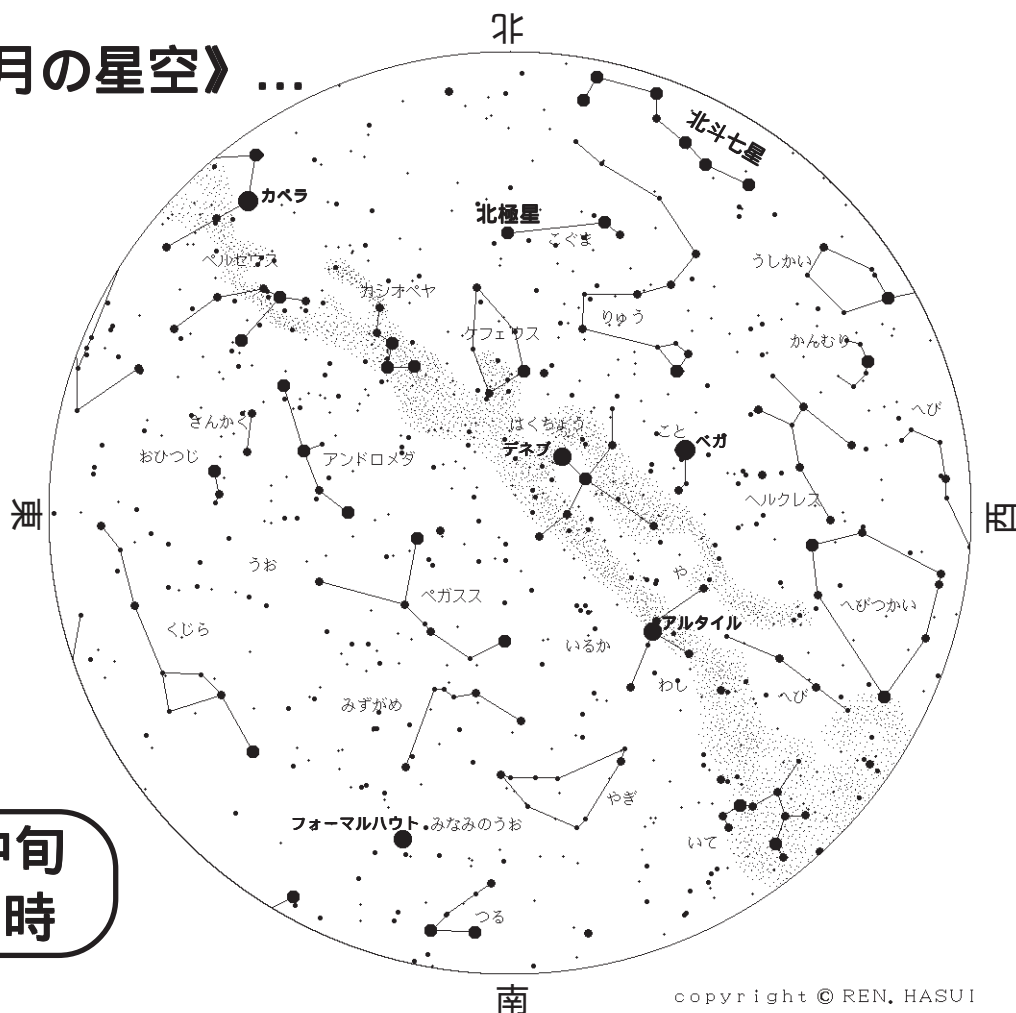 北
月の星空》…
北斗七星
カペラ
北極星
こぐま
ペルセウス
うしかい
カシオペヤ
りゅう
ケフェウス
かんむり
へび
さんかく
はくちょう
こと
ベガ
デネブ
おひつじ
アンドロメダ
ヘルクレス
東
西
うお
や
ペガスス
へびつかい
アルタイル
くじら
いるか
わし
へび
みずがめ
やぎ
フォーマルハウト
みなみのうお
いて
旬
時
つる
南
copyright © REN. HASUI